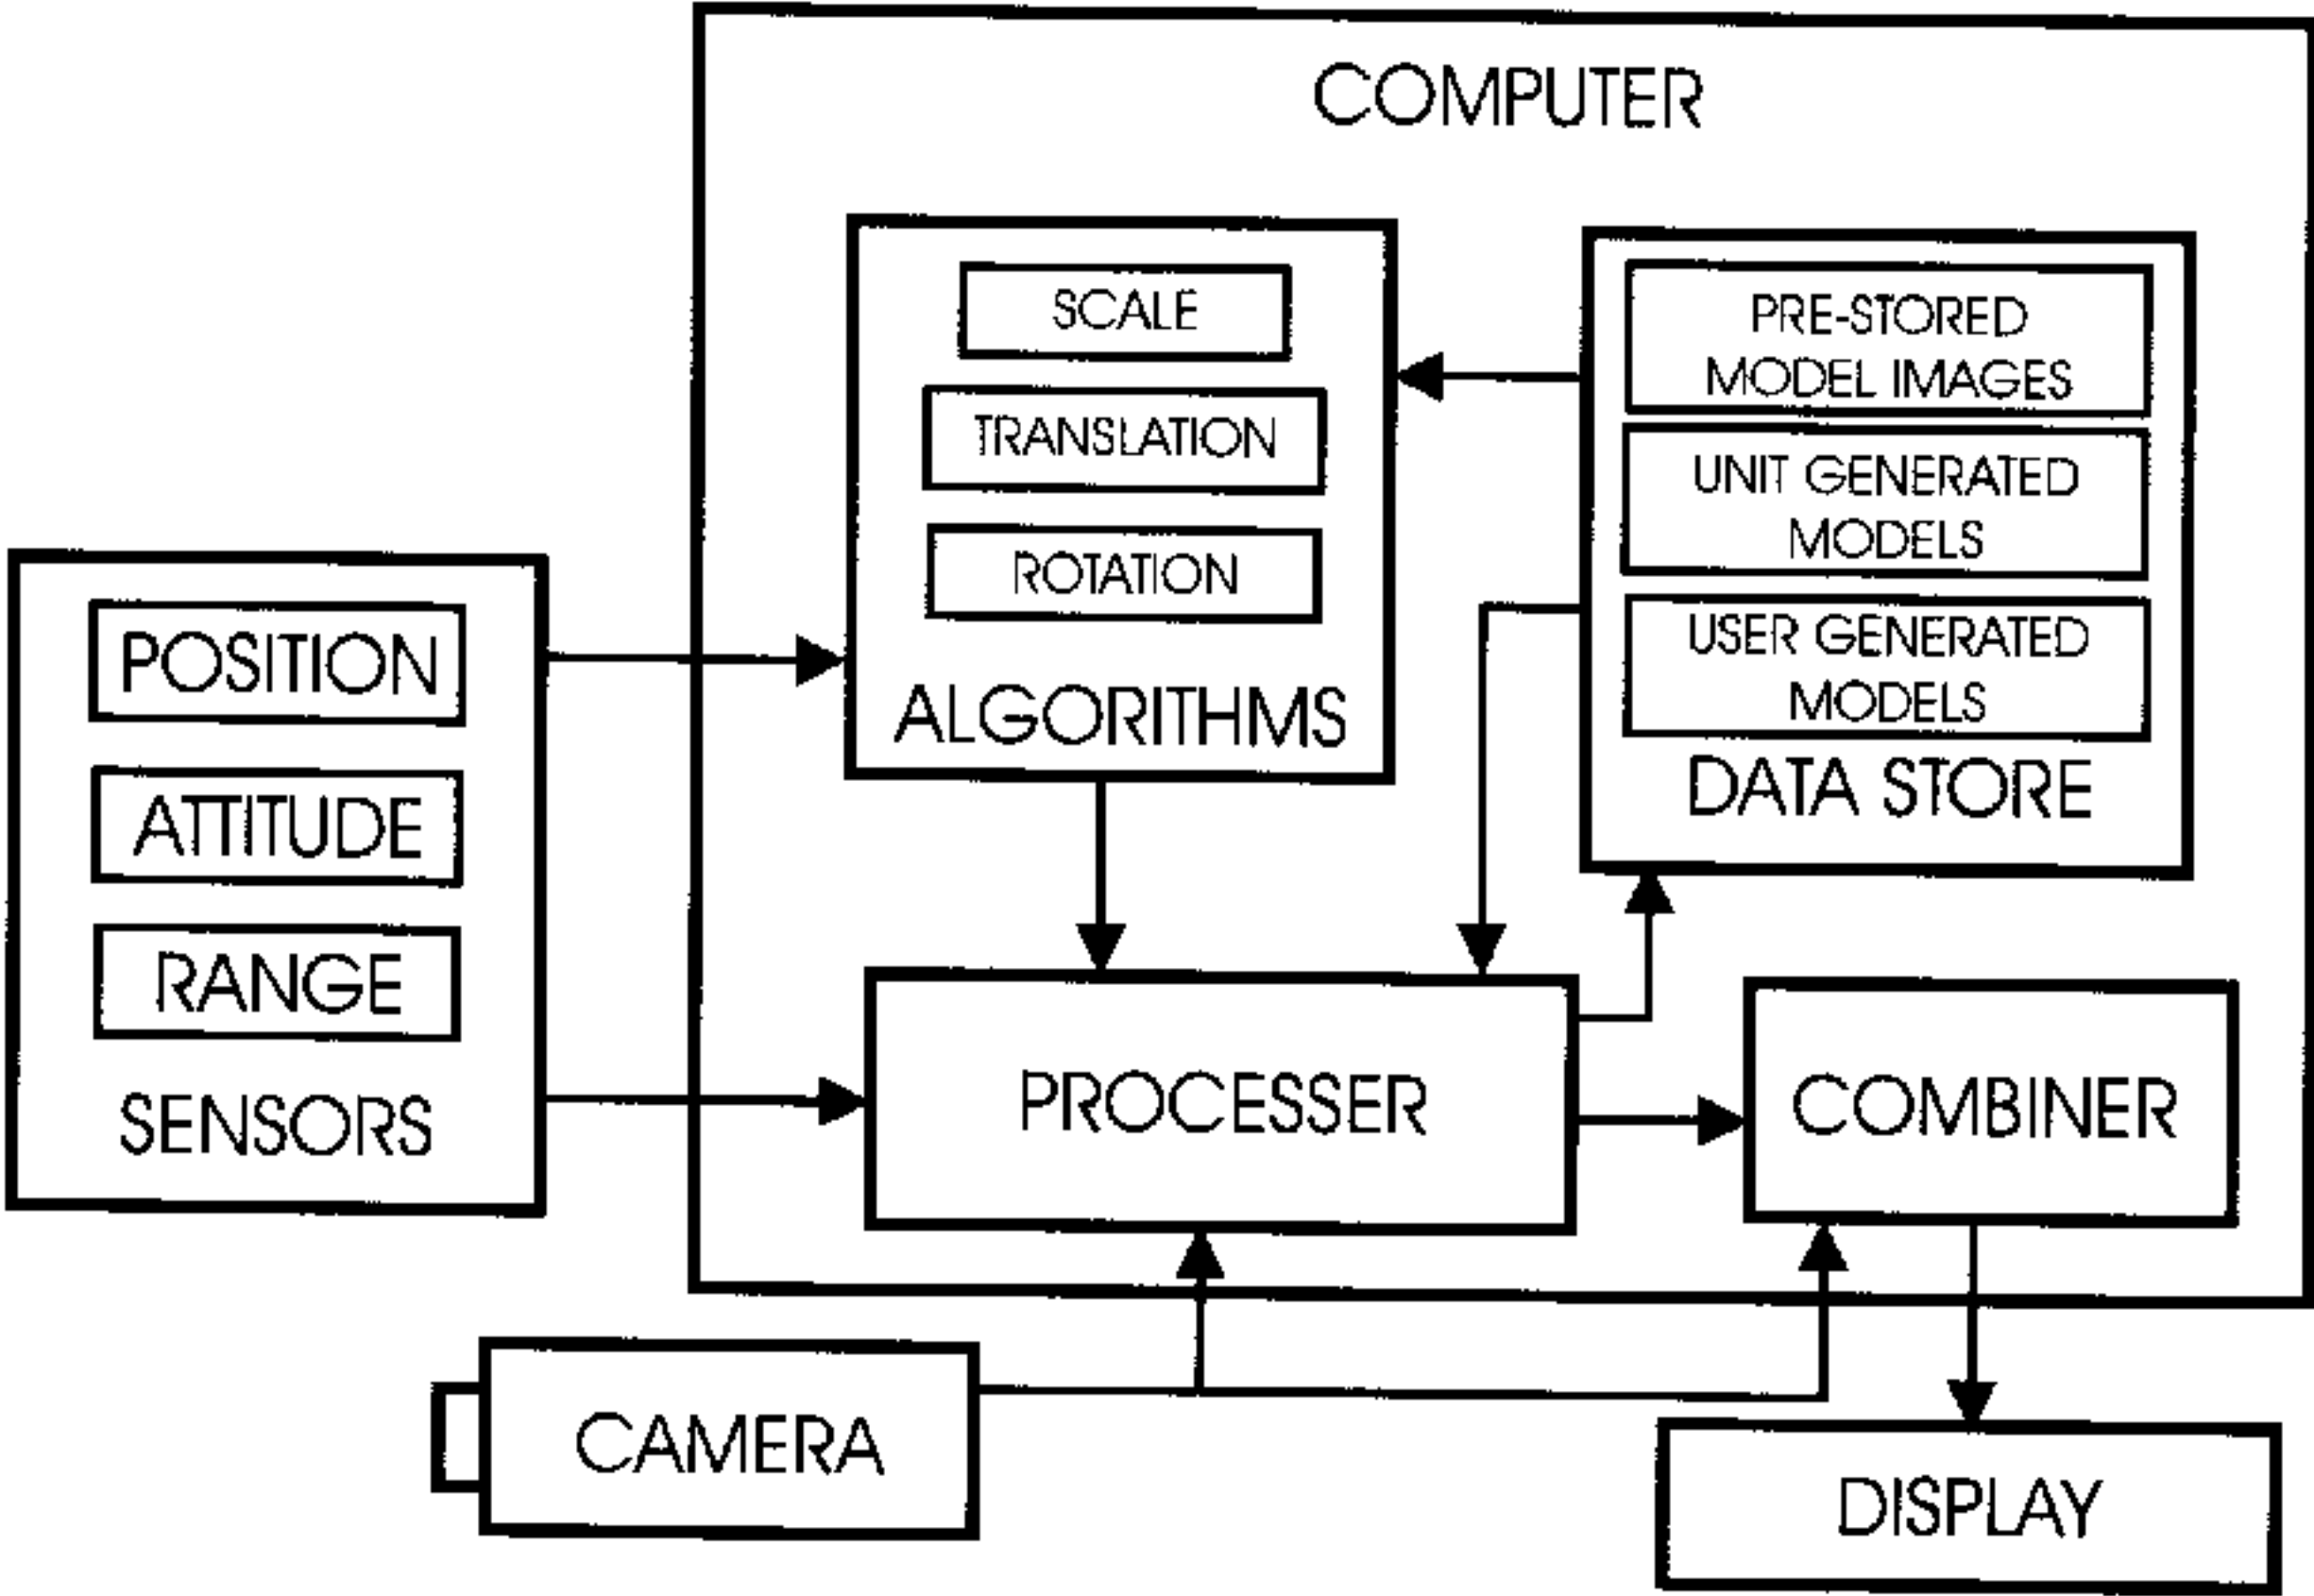 COMPUTER
SCALE
TRANSLATION
ROTATION
ALGORITHMS
PRE-STORED
MODEL IMAGES
UNIT GENERATED
MODELS
USER GENERATED
MODELS
DATA STORE
POSITION
ATTITUDE
RANGE
SENSORS
PROCESSER
COMBINER
CAMERA
DISPLAY